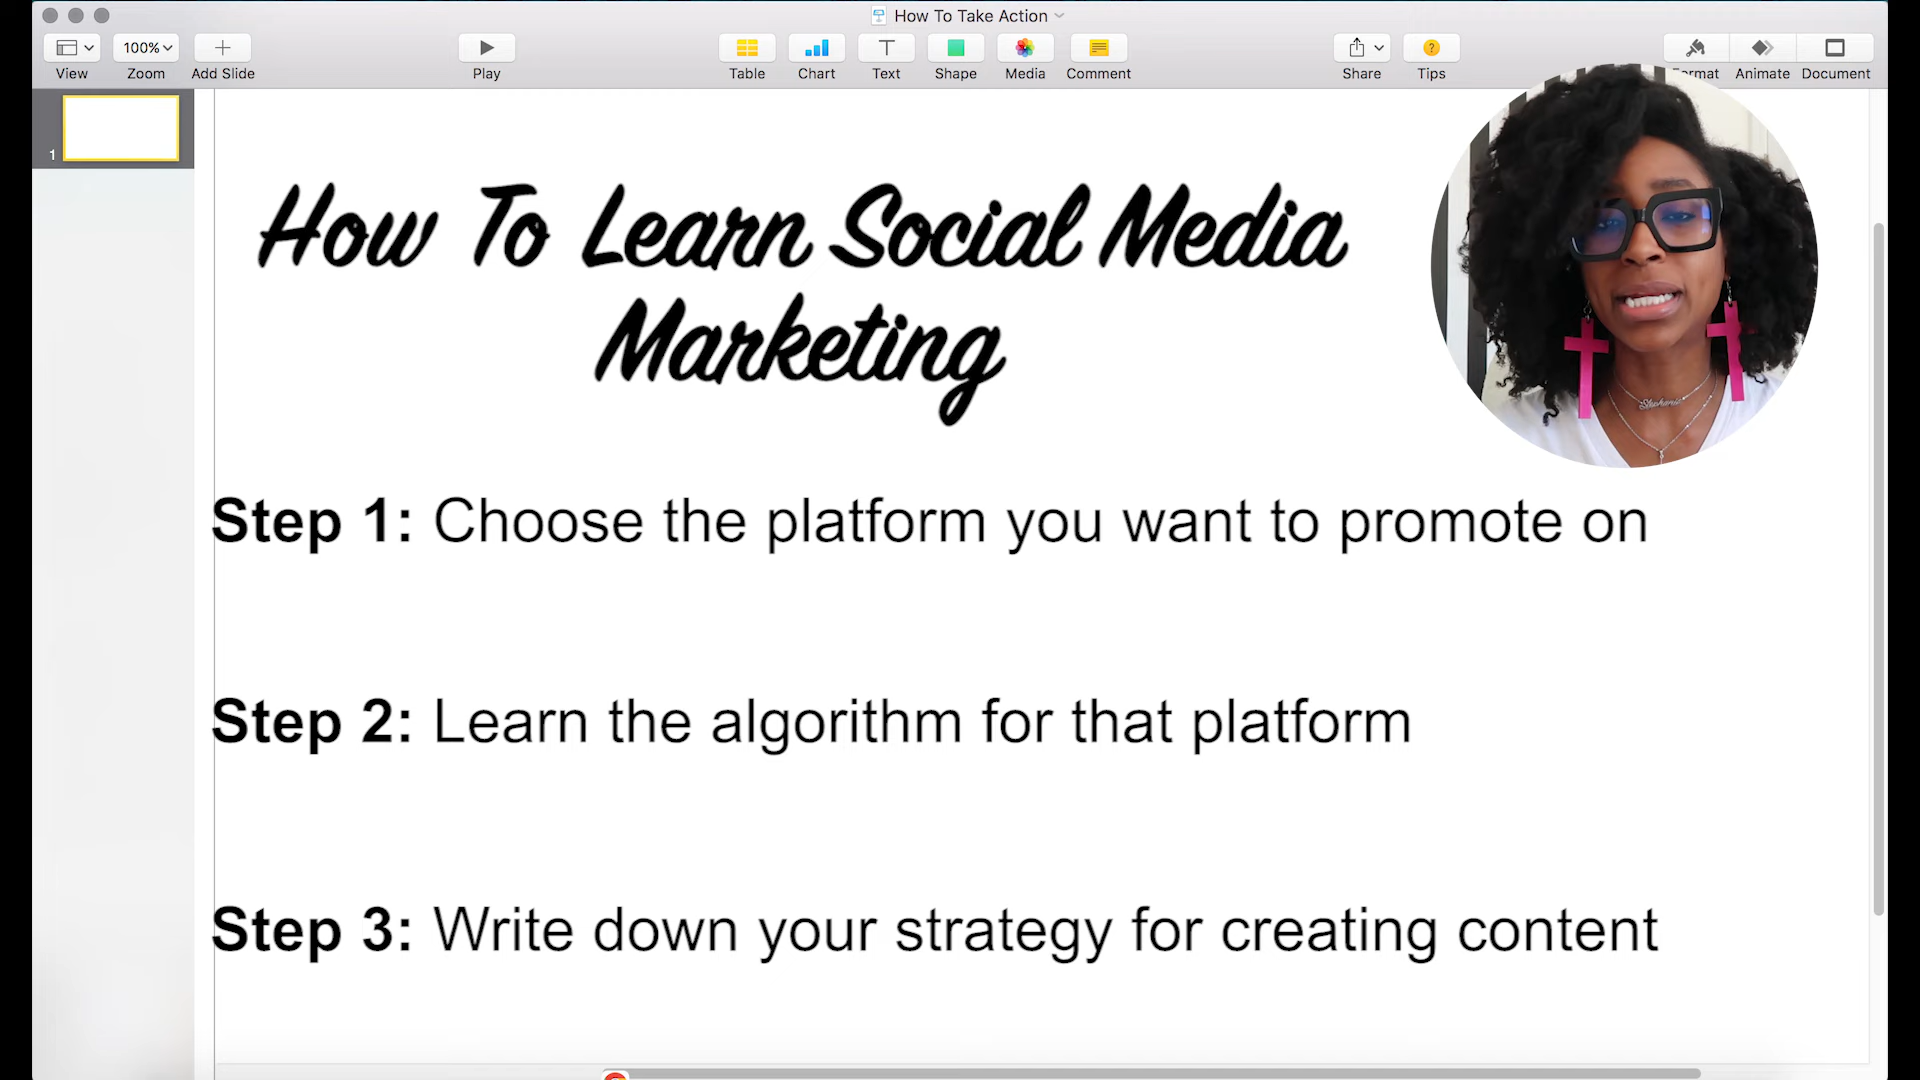 How To Take Action
100%
View
Zoom
Add Slide
Play
Table
Chart
Text
Shape
Media
Comment
Share
Tips
Animate
Document
1
How To Learn Social Media
Marketing
Step 1: Choose the platform you want to promote on
Step 2: Learn the algorithm for that platform
Step 3: Write down your strategy for creating content